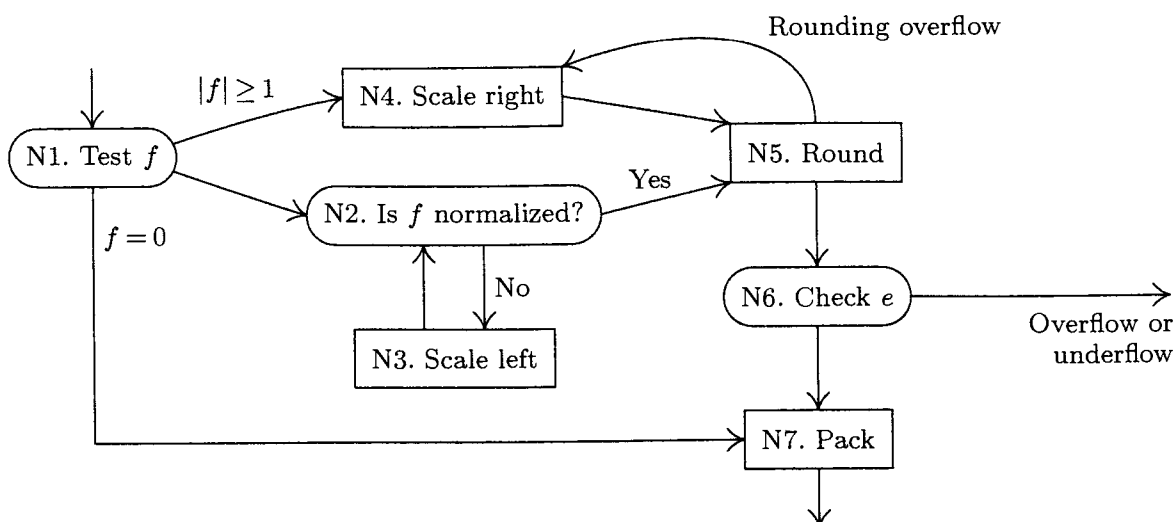 Rounding overflow
|f| ≥ 1
N4. Scale right
N1. Test f
N5. Round
Yes
N2. Is f normalized?
f = 0
No
N6. Check e
Overflow or
underflow
N3. Scale left
N7. Pack